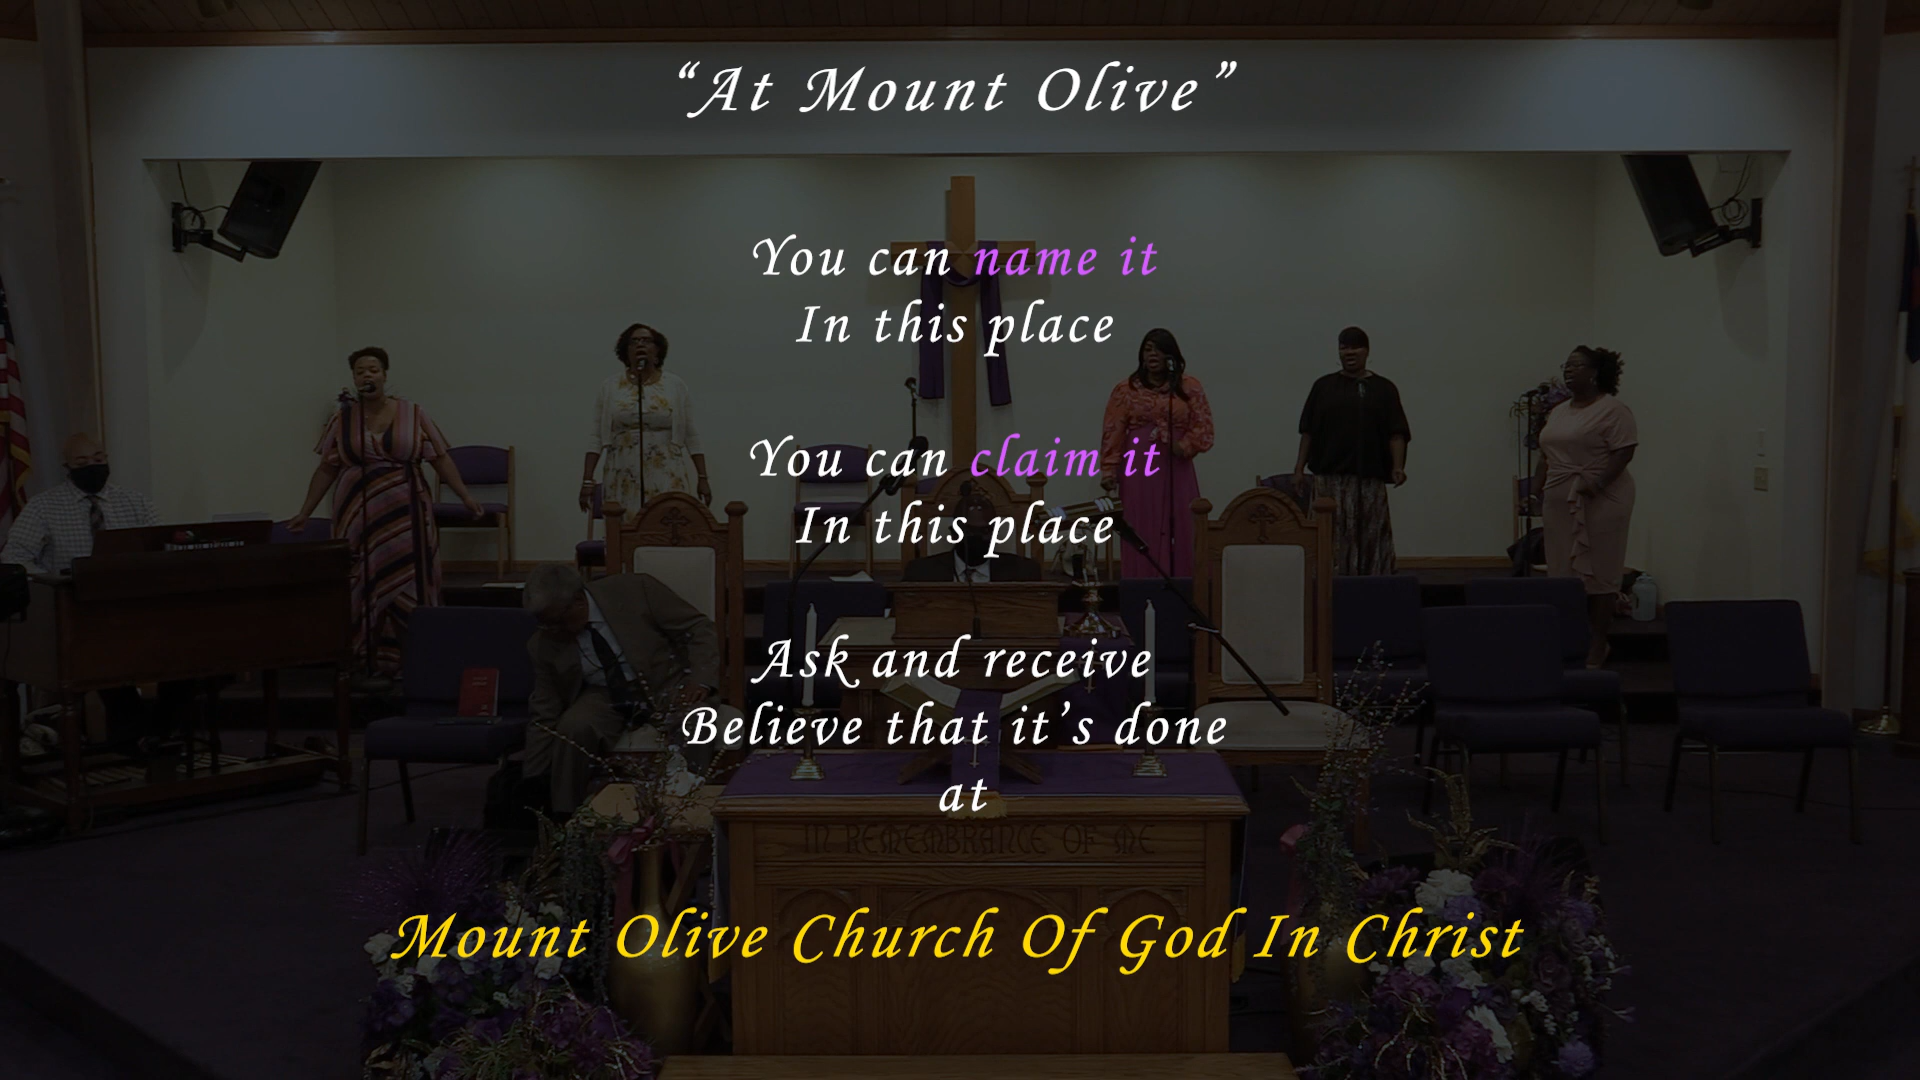 “At Mount Olive”
You can name it
In this place
You can claim it
In this place
Ask and receive
Believe that it’s done
at
IN REMEMBRANCE OF ME
Mount Olive Church Of God In Christ